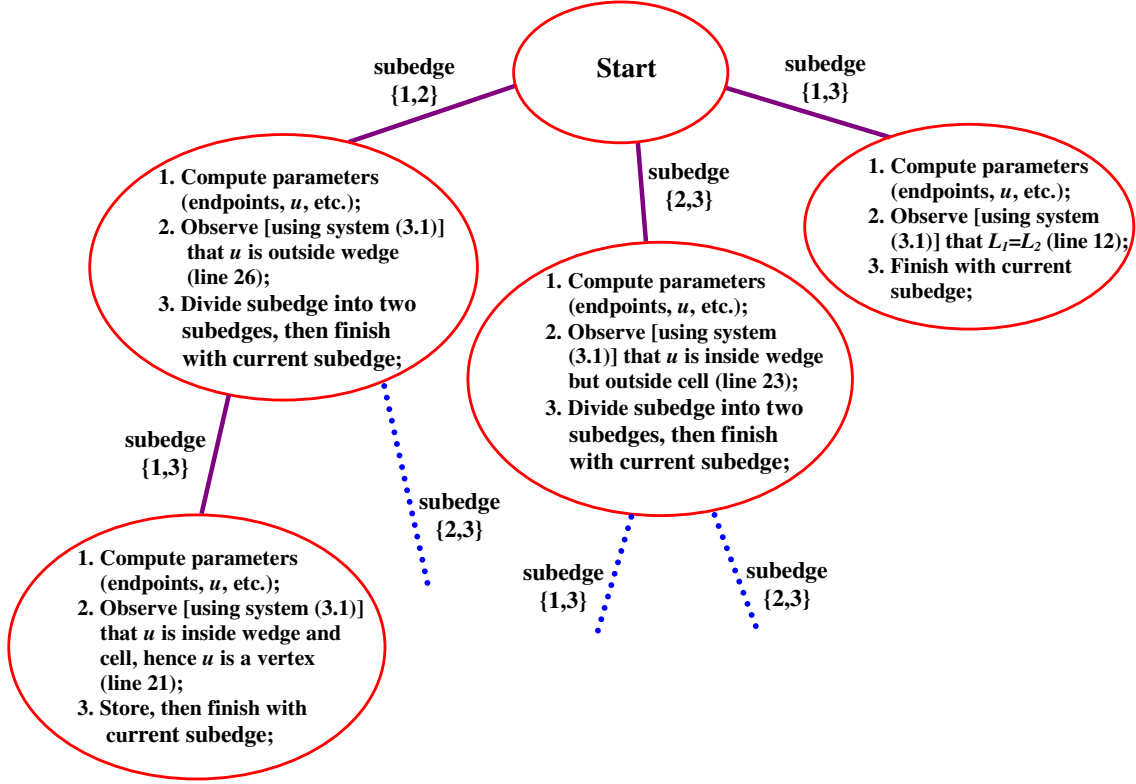 Start
subedge
{1,2}
subedge
{2,3}
subedge
{1,3}
1. Compute parameters
(endpoints, u, etc.);
2. Observe [using system (3.1)]
that u is outside wedge
(line 26);
3. Divide subedge into two
subedges, then finish
with current subedge;
1. Compute parameters
(endpoints, u, etc.);
2. Observe [using system
(3.1)] that u is inside wedge
but outside cell (line 23);
3. Divide subedge into two
subedges, then finish
with current subedge;
1. Compute parameters
(endpoints, u, etc.);
2. Observe [using system
(3.1)] that L₁=L₂ (line 12);
3. Finish with current
subedge;
subedge
{1,3}
subedge
{2,3}
subedge
{1,3}
subedge
{2,3}
1. Compute parameters
(endpoints, u, etc.);
2. Observe [using system (3.1)]
that u is inside wedge and
cell, hence u is a vertex
(line 21);
3. Store, then finish with
current subedge;